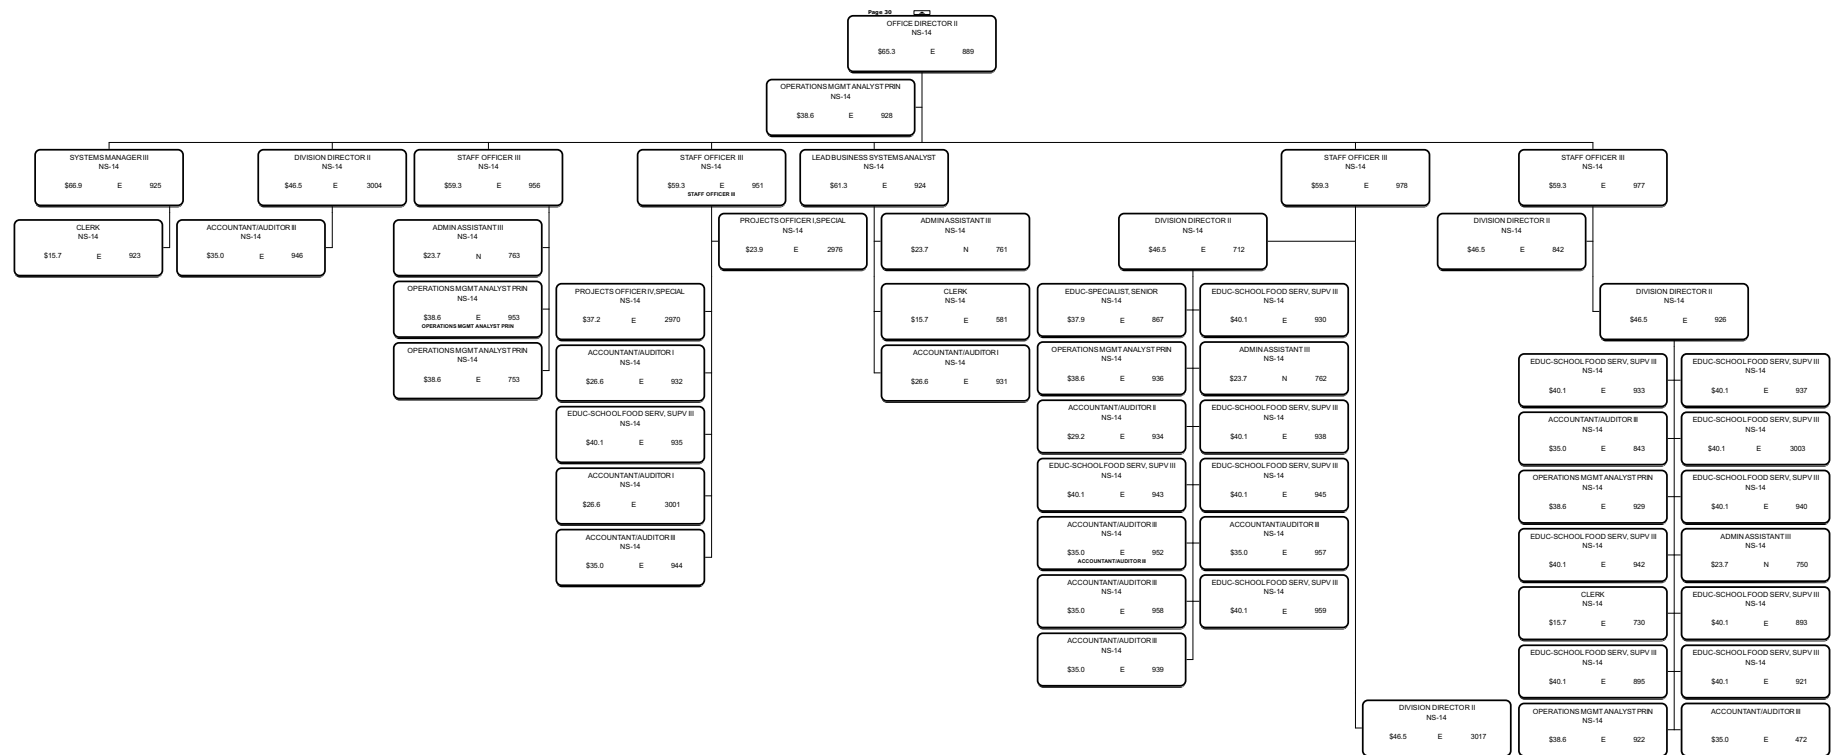 Page 30
OFFICE DIRECTOR II
NS-14
$65.3 E 889
OPERATIONS MGMT ANALYST PRIN
NS-14
$38.6 E 928
SYSTEMS MANAGER III
NS-14
$66.9 E 925
DIVISION DIRECTOR II
NS-14
$46.5 E 3004
STAFF OFFICER III
NS-14
$59.3 E 956
STAFF OFFICER III
NS-14
$59.3 E 951
STAFF OFFICER III
LEAD BUSINESS SYSTEMS ANALYST
NS-14
$61.3 E 924
STAFF OFFICER III
NS-14
$59.3 E 978
STAFF OFFICER III
NS-14
$59.3 E 977
CLERK
NS-14
$15.7 E 923
ACCOUNTANT/AUDITOR III
NS-14
$35.0 E 946
ADMIN ASSISTANT III
NS-14
$23.7 N 763
OPERATIONS MGMT ANALYST PRIN
NS-14
$38.6 E 953
OPERATIONS MGMT ANALYST PRIN
OPERATIONS MGMT ANALYST PRIN
NS-14
$38.6 E 753
PROJECTS OFFICER I, SPECIAL
NS-14
$23.9 E 2976
PROJECTS OFFICER IV, SPECIAL
NS-14
$37.2 E 2970
ACCOUNTANT/AUDITOR I
NS-14
$26.6 E 932
EDUC-SCHOOL FOOD SERV, SUPV III
NS-14
$40.1 E 935
ACCOUNTANT/AUDITOR I
NS-14
$26.6 E 3001
ACCOUNTANT/AUDITOR III
NS-14
$35.0 E 944
ADMIN ASSISTANT III
NS-14
$23.7 N 761
CLERK
NS-14
$15.7 E 581
ACCOUNTANT/AUDITOR I
NS-14
$26.6 E 931
DIVISION DIRECTOR II
NS-14
$46.5 E 712
EDUC-SPECIALIST, SENIOR
NS-14
$37.9 E 867
EDUC-SCHOOL FOOD SERV, SUPV III
NS-14
$40.1 E 930
OPERATIONS MGMT ANALYST PRIN
NS-14
$38.6 E 936
ADMIN ASSISTANT III
NS-14
$23.7 N 762
ACCOUNTANT/AUDITOR II
NS-14
$29.2 E 934
EDUC-SCHOOL FOOD SERV, SUPV III
NS-14
$40.1 E 938
EDUC-SCHOOL FOOD SERV, SUPV III
NS-14
$40.1 E 943
EDUC-SCHOOL FOOD SERV, SUPV III
NS-14
$40.1 E 945
ACCOUNTANT/AUDITOR III
NS-14
$35.0 E 952
ACCOUNTANT/AUDITOR III
ACCOUNTANT/AUDITOR III
NS-14
$35.0 E 957
ACCOUNTANT/AUDITOR III
NS-14
$35.0 E 958
EDUC-SCHOOL FOOD SERV, SUPV III
NS-14
$40.1 E 959
ACCOUNTANT/AUDITOR III
NS-14
$35.0 E 939
DIVISION DIRECTOR II
NS-14
$46.5 E 3017
DIVISION DIRECTOR II
NS-14
$46.5 E 842
DIVISION DIRECTOR II
NS-14
$46.5 E 926
EDUC-SCHOOL FOOD SERV, SUPV III
NS-14
$40.1 E 933
EDUC-SCHOOL FOOD SERV, SUPV III
NS-14
$40.1 E 937
ACCOUNTANT/AUDITOR III
NS-14
$35.0 E 843
EDUC-SCHOOL FOOD SERV, SUPV III
NS-14
$40.1 E 3003
OPERATIONS MGMT ANALYST PRIN
NS-14
$38.6 E 929
EDUC-SCHOOL FOOD SERV, SUPV III
NS-14
$40.1 E 940
EDUC-SCHOOL FOOD SERV, SUPV III
NS-14
$40.1 E 942
ADMIN ASSISTANT III
NS-14
$23.7 N 750
CLERK
NS-14
$15.7 E 730
EDUC-SCHOOL FOOD SERV, SUPV III
NS-14
$40.1 E 893
EDUC-SCHOOL FOOD SERV, SUPV III
NS-14
$40.1 E 895
EDUC-SCHOOL FOOD SERV, SUPV III
NS-14
$40.1 E 921
OPERATIONS MGMT ANALYST PRIN
NS-14
$38.6 E 922
ACCOUNTANT/AUDITOR III
NS-14
$35.0 E 472